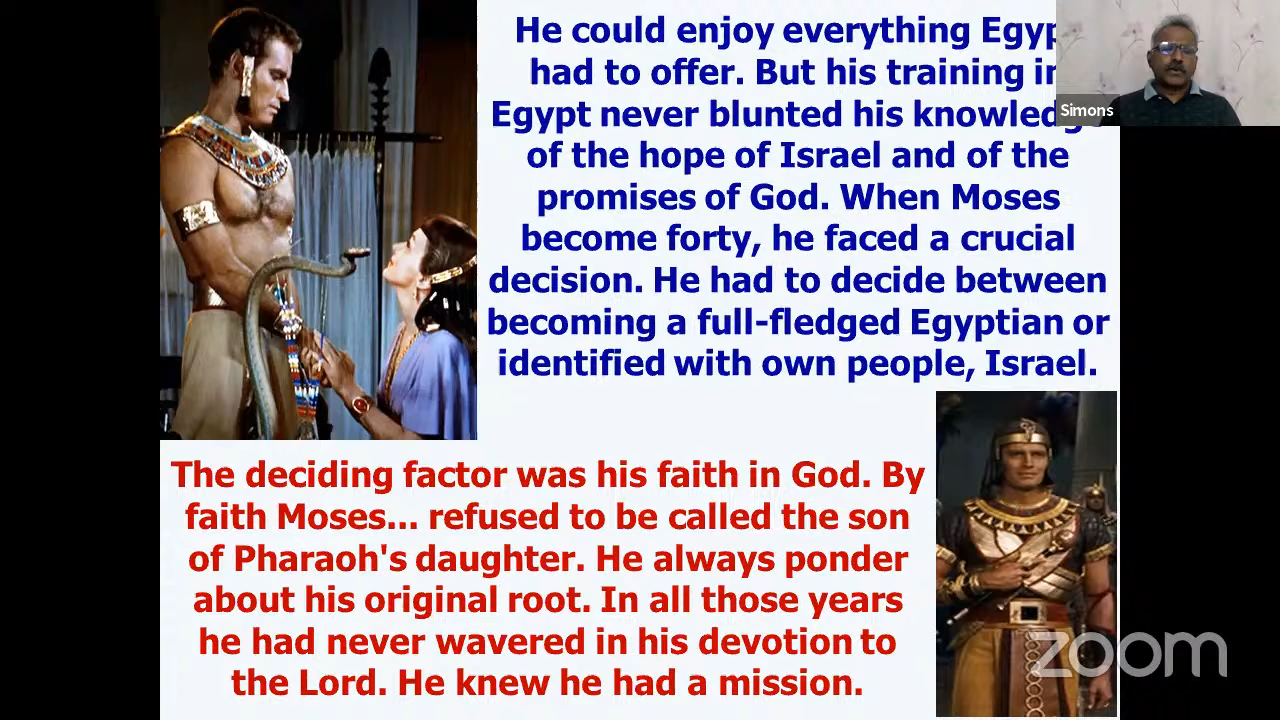 He could enjoy everything Egyp
had to offer. But his training in
Egypt never blunted his knowledge
of the hope of Israel and of the
promises of God. When Moses
become forty, he faced a crucial
decision. He had to decide between
becoming a full-fledged Egyptian or
identified with own people, Israel.
Simons
The deciding factor was his faith in God. By
faith Moses... refused to be called the son
of Pharaoh's daughter. He always ponder
about his original root. In all those years
he had never wavered in his devotion to
the Lord. He knew he had a mission.
zoom